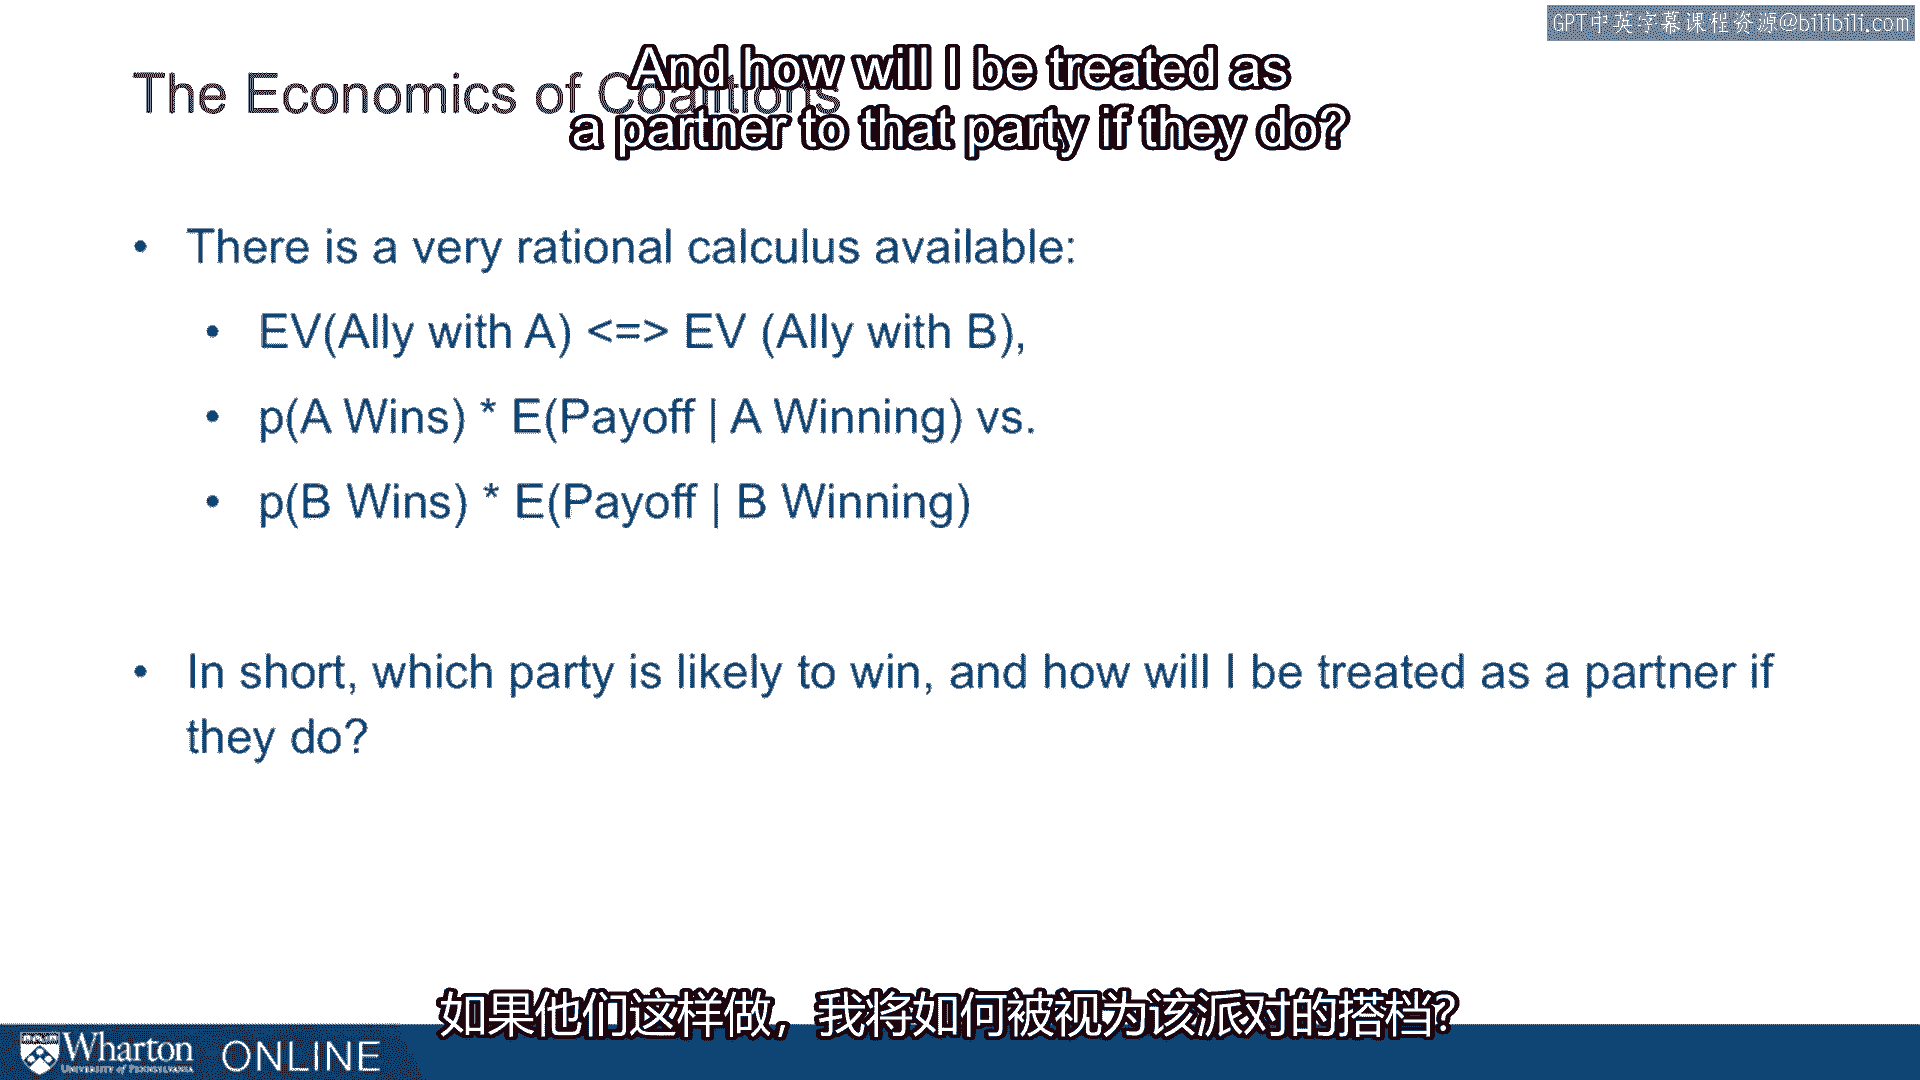 GPT中英字幕课程资源@bilibili.com
The Economics of Coalitions
And how will I be treated as
a partner to that party if they do?
• There is a very rational calculus available:
• EV(Ally with A) <=> EV (Ally with B),
• p(A Wins) * E(Payoff | A Winning) vs.
• p(B Wins) * E(Payoff | B Winning)
• In short, which party is likely to win, and how will I be treated as a partner if
they do?
如果他们这样做，我将如何被视为该派对的搭档？
Wharton ONLINE
UNIVERSITY of PENNSYLVANIA